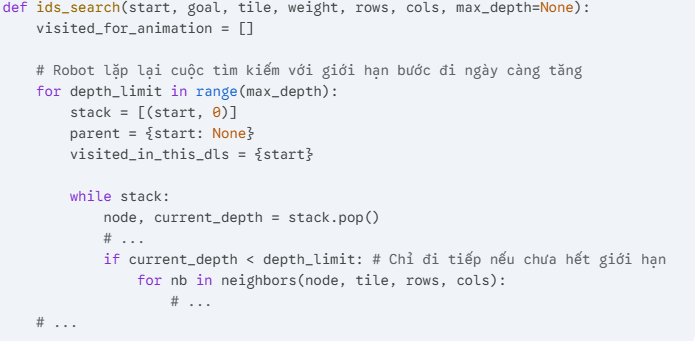 def ids_search(start, goal, tile, weight, rows, cols, max_depth=None):
    visited_for_animation = []

    # Robot lặp lại cuộc tìm kiếm với giới hạn bước đi ngày càng tăng
    for depth_limit in range(max_depth):
        stack = [(start, 0)]
        parent = {start: None}
        visited_in_this_dls = {start}

        while stack:
            node, current_depth = stack.pop()
            # ...
            if current_depth < depth_limit: # Chỉ đi tiếp nếu chưa hết giới hạn
                for nb in neighbors(node, tile, rows, cols):
                    # ...
    # ...